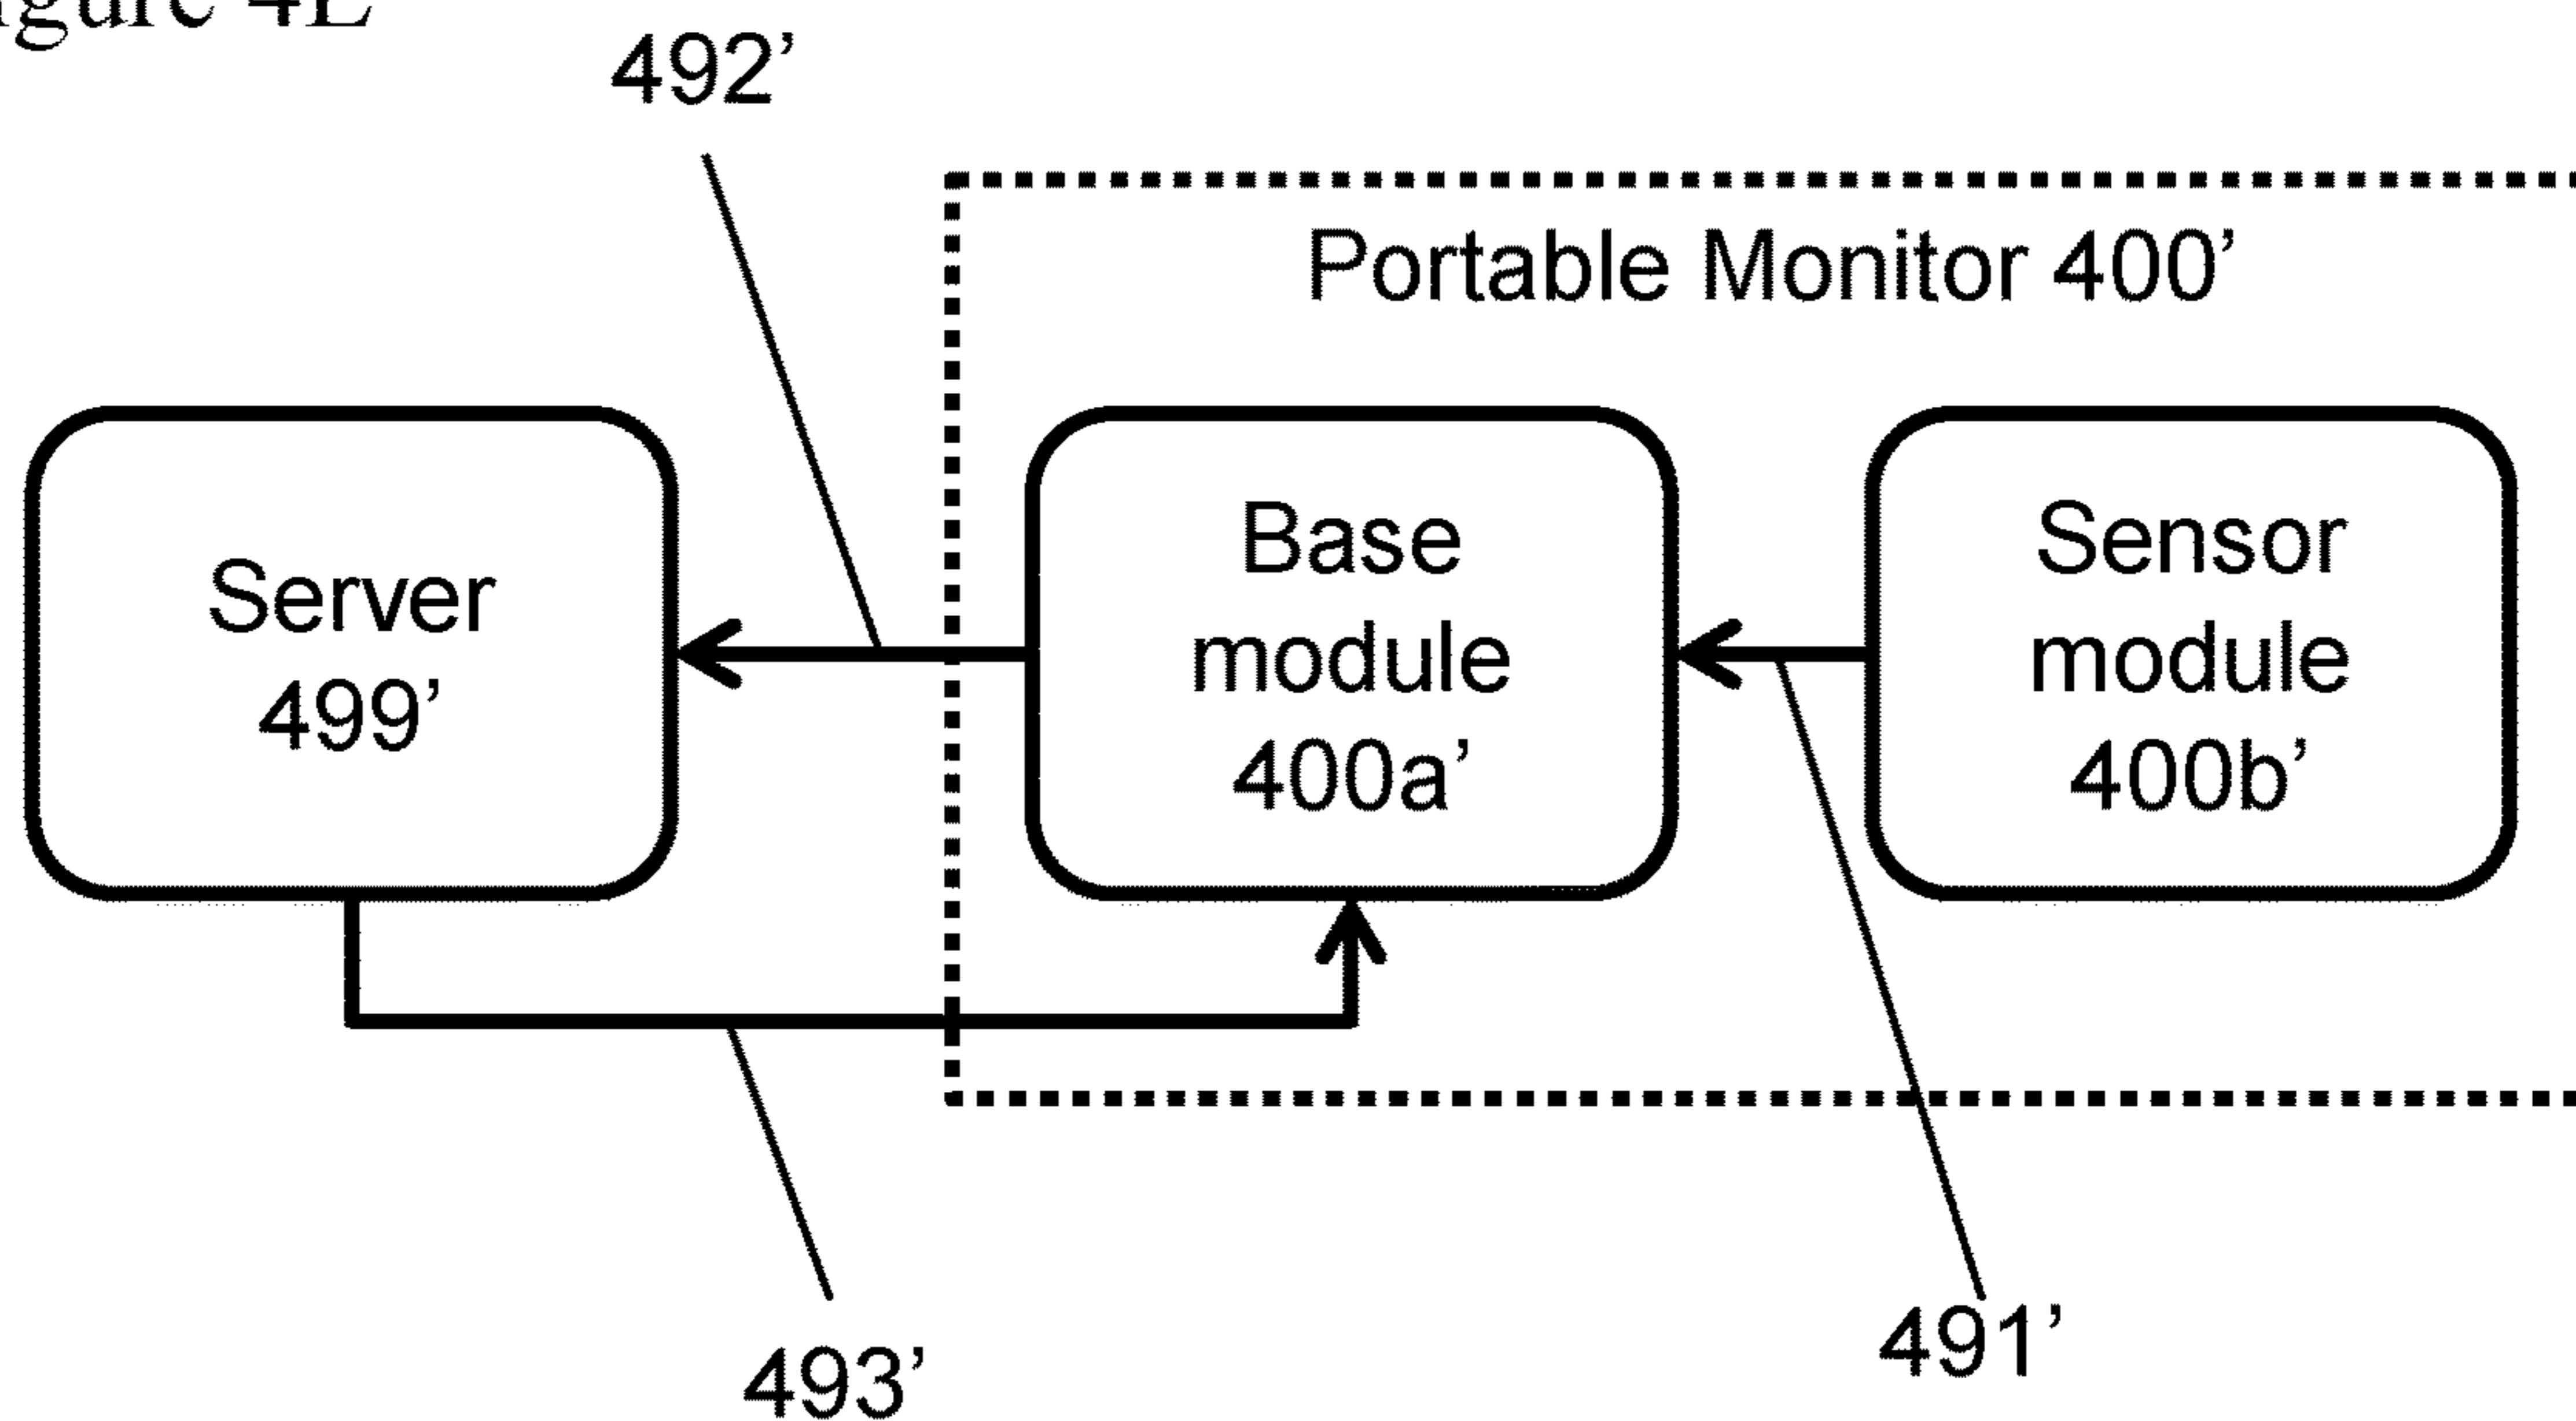 492’
Portable Monitor 400’
Server
499’
Base
module
400a’
Sensor
module
400b’
493’
491’